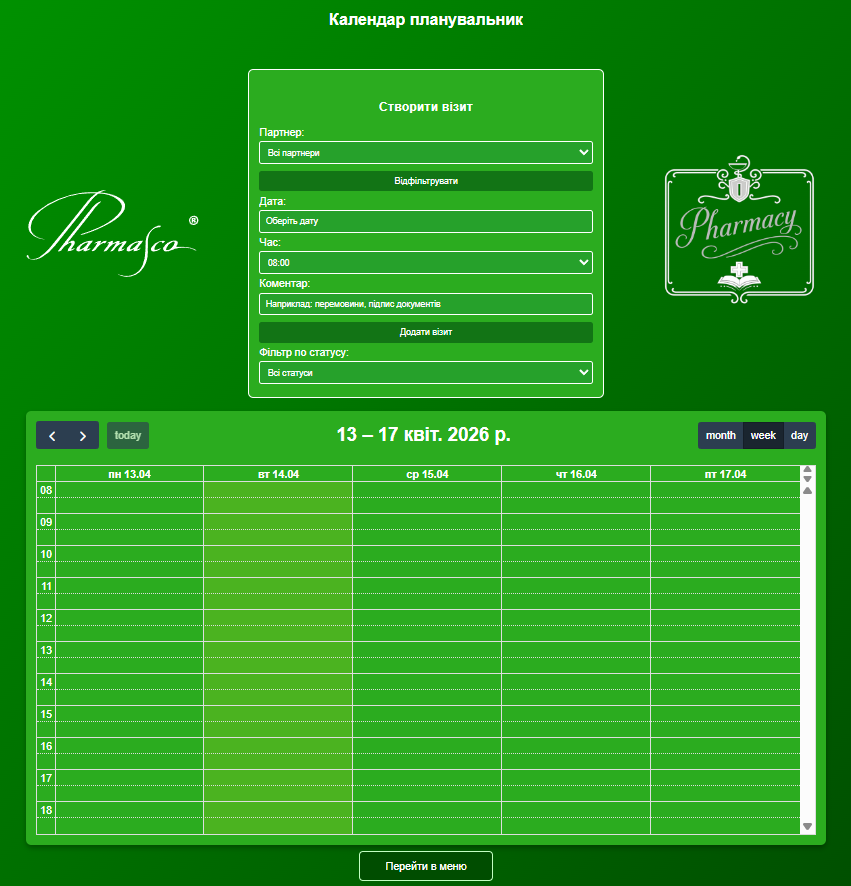 Календар планувальник
Створити візит
Партнер:
Всі партнери
Відфільтрувати
Дата:
Оберіть дату
Час:
08:00
Коментар:
Наприклад: перемовини, підпис документів
Додати візит
Фільтр по статусу:
Всі статуси
Pharmasco ®
Pharmacy
today
13 – 17 квіт. 2026 р.
month week day
пн 13.04 вт 14.04 ср 15.04 чт 16.04 пт 17.04
08
09
10
11
12
13
14
15
16
17
18
Перейти в меню